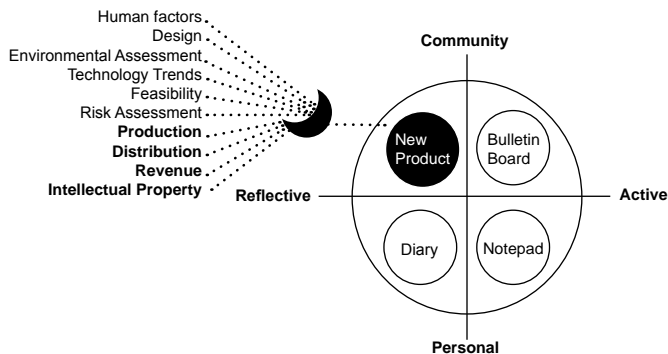 Human factors
Design
Environmental Assessment
Technology Trends
Feasibility
Risk Assessment
Production
Distribution
Revenue
Intellectual Property
Community
New
Product
Bulletin
Board
Reflective
Active
Diary
Notepad
Personal